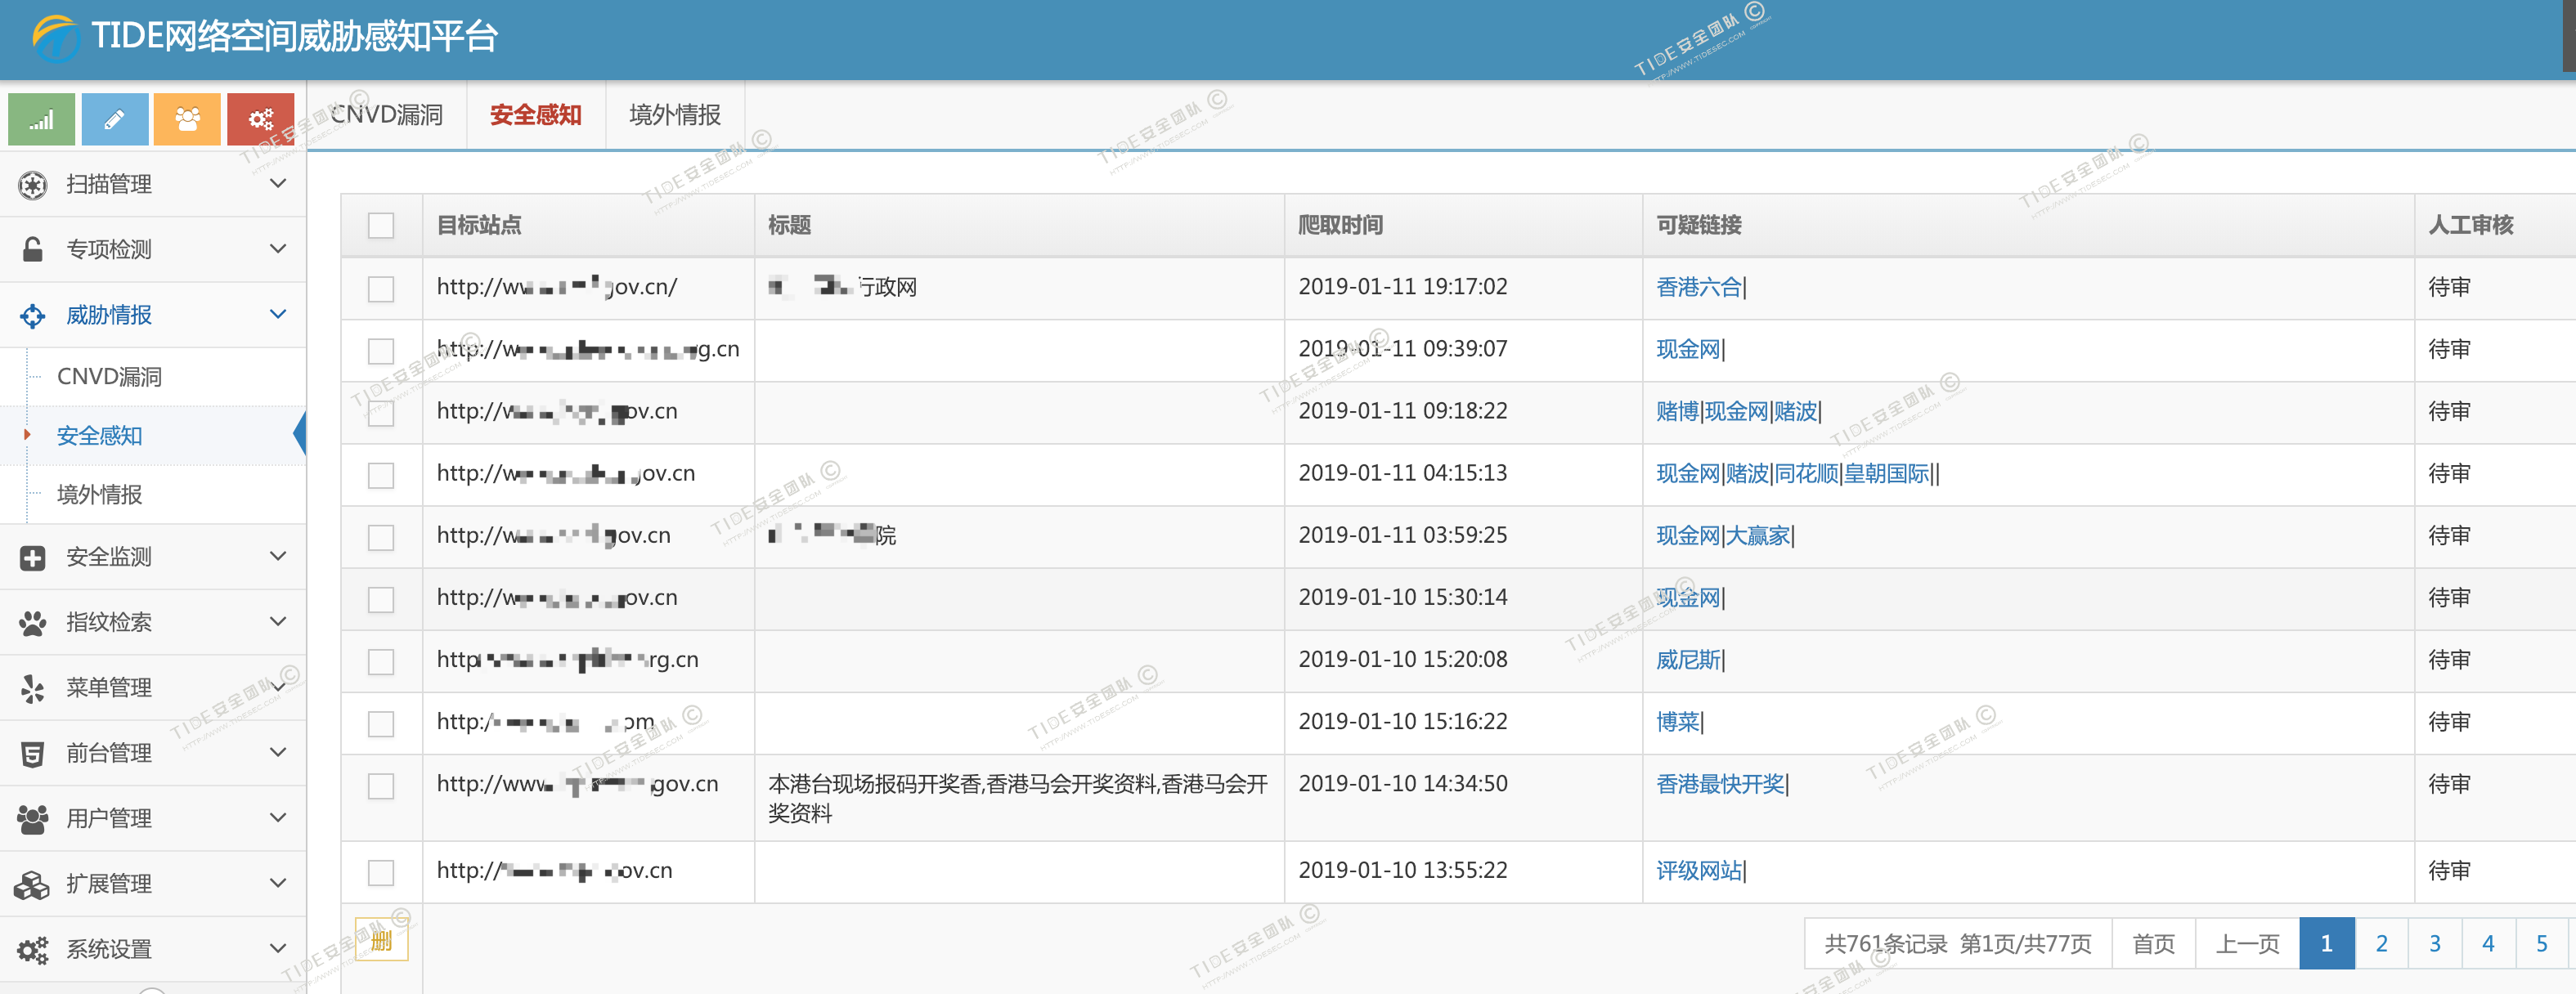 TIDE网络空间威胁感知平台
CNVD漏洞 安全感知 境外情报
扫描管理
专项检测
威胁情报
CNVD漏洞
安全感知
境外情报
安全监测
指纹检索
菜单管理
前台管理
用户管理
扩展管理
系统设置
目标站点 标题 爬取时间 可疑链接 人工审核
http://w gov.cn/ 行政网 2019-01-11 19:17:02 香港六合| 待审
http://w rg.cn 2019-01-11 09:39:07 现金网| 待审
http://w ov.cn 2019-01-11 09:18:22 赌博|现金网|赌波| 待审
http://w ov.cn 2019-01-11 04:15:13 现金网|赌波|同花顺|皇朝国际|| 待审
http://w gov.cn 院 2019-01-11 03:59:25 现金网|大赢家| 待审
http://w ov.cn 2019-01-10 15:30:14 现金网| 待审
http rg.cn 2019-01-10 15:20:08 威尼斯| 待审
http:/ om 2019-01-10 15:16:22 博菜| 待审
http://www gov.cn 本港台现场报码开奖香,香港马会开奖资料,香港马会开 2019-01-10 14:34:50 香港最快开奖| 待审
奖资料
http:// ov.cn 2019-01-10 13:55:22 评级网站| 待审
删
共761条记录 第1页/共77页 首页 上一页 1 2 3 4 5
TIDE安全团队 ©
HTTP://WWW.TIDESEC.COM